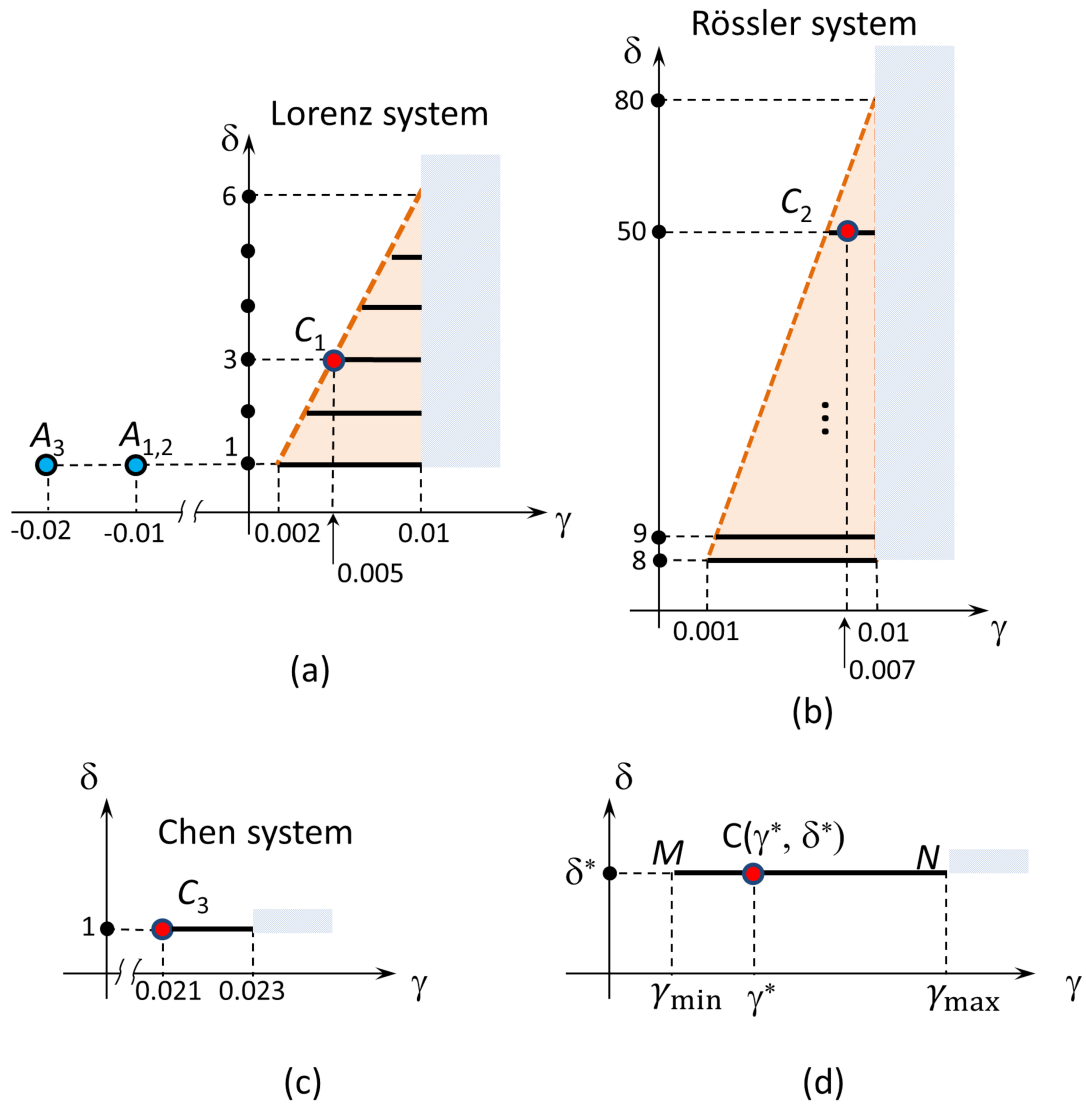 Lorenz system
δ
6
C1
3
A3
A1,2
1
-0.02
-0.01
0.002
0.01
γ
0.005
(a)
Rössler system
δ
80
C2
50
9
8
0.001
0.01
γ
0.007
(b)
δ
Chen system
C3
1
0.021
0.023
γ
(c)
δ
C(γ*, δ*)
M
N
δ*
γmin
γ*
γmax
γ
(d)